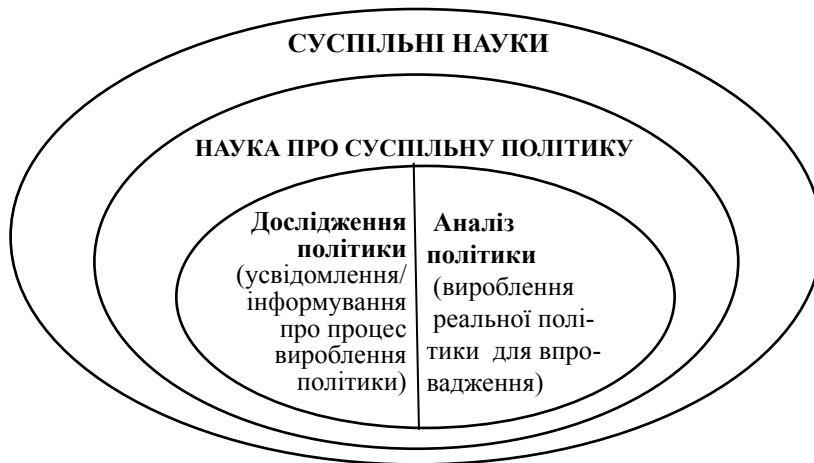 СУСПІЛЬНІ НАУКИ
НАУКА ПРО СУСПІЛЬНУ ПОЛІТИКУ
Дослідження
політики
(усвідомлення/
інформування
про процес
вироблення
політики)
Аналіз
політики
(вироблення
реальної полі-
тики для впро-
вадження)